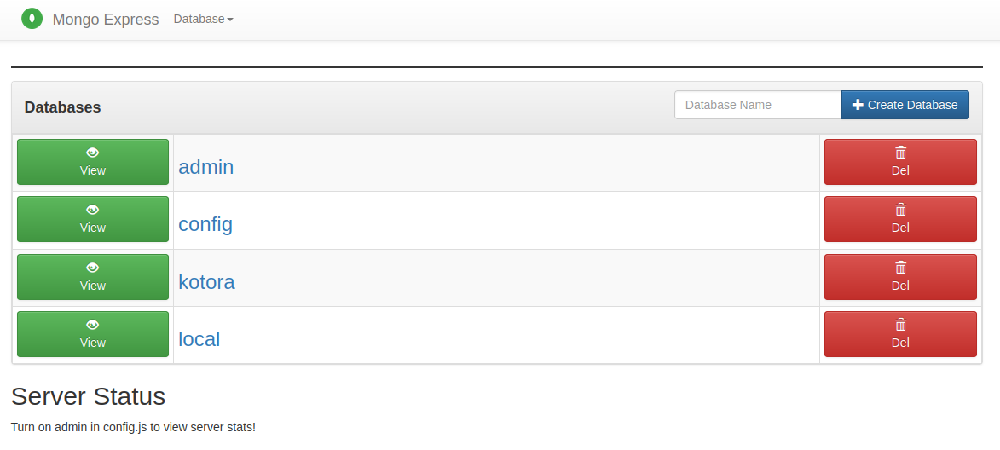 Mongo Express Database
Databases
Database Name
Create Database
View
admin
Del
View
config
Del
View
kotora
Del
View
local
Del
Server Status
Turn on admin in config.js to view server stats!